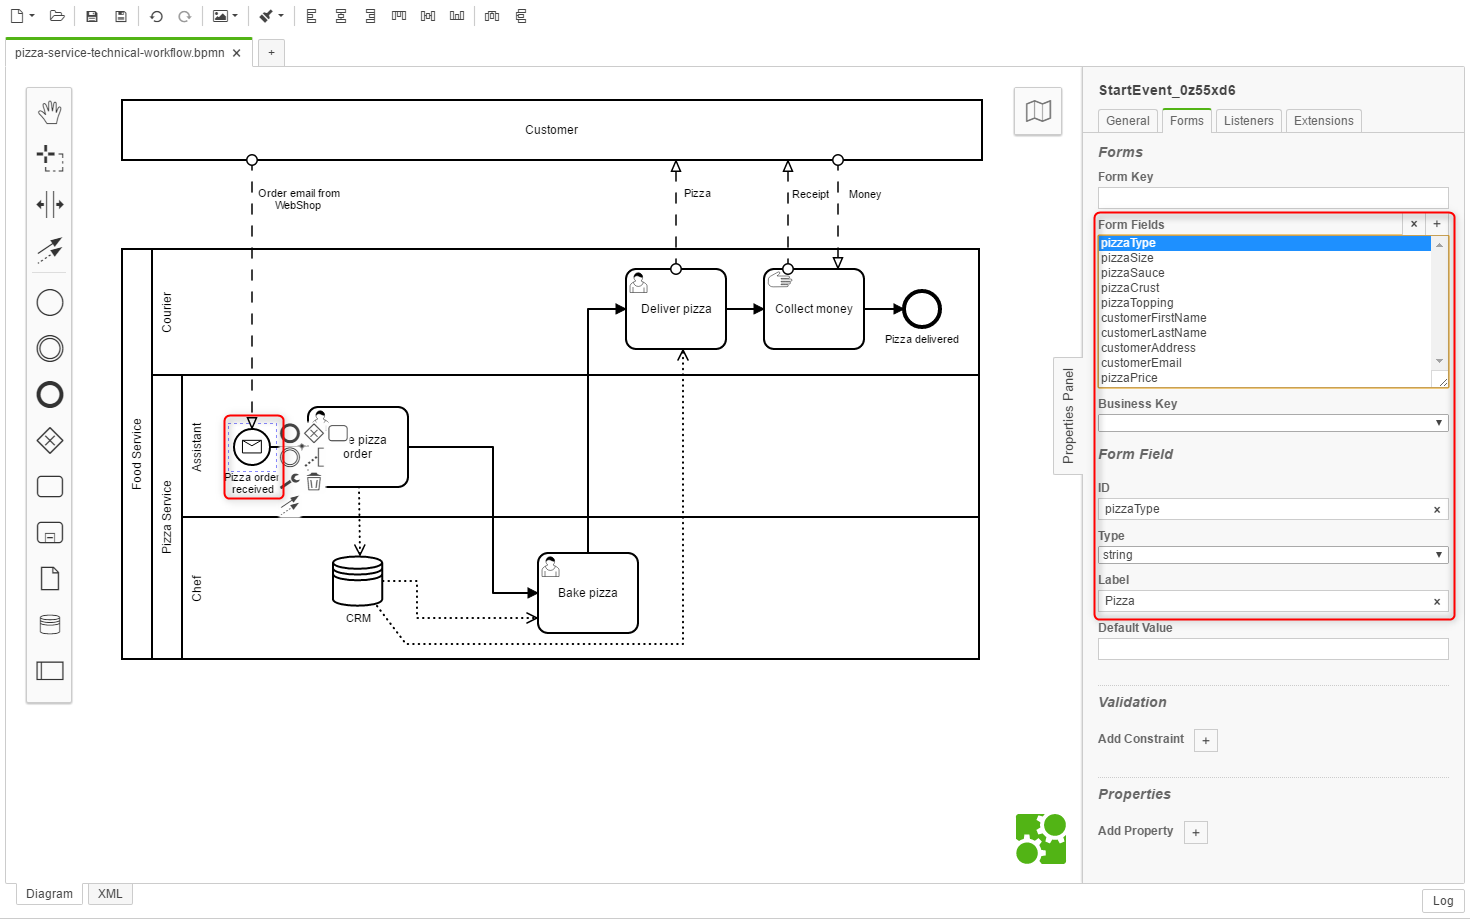 pizza-service-technical-workflow.bpmn ×
+
Customer
Order email from
WebShop
Pizza
Receipt
Money
Food Service
Courier
Deliver pizza
Collect money
Pizza delivered
Pizza Service
Assistant
Pizza order
received
e pizza
order
Chef
CRM
Bake pizza
Properties Panel
StartEvent_0z55xd6
General
Forms
Listeners
Extensions
Forms
Form Key
Form Fields × +
pizzaType
pizzaSize
pizzaSauce
pizzaCrust
pizzaTopping
customerFirstName
customerLastName
customerAddress
customerEmail
pizzaPrice
Business Key
Form Field
ID
pizzaType ×
Type
string
Label
Pizza ×
Default Value
Validation
Add Constraint +
Properties
Add Property +
Diagram
XML
Log